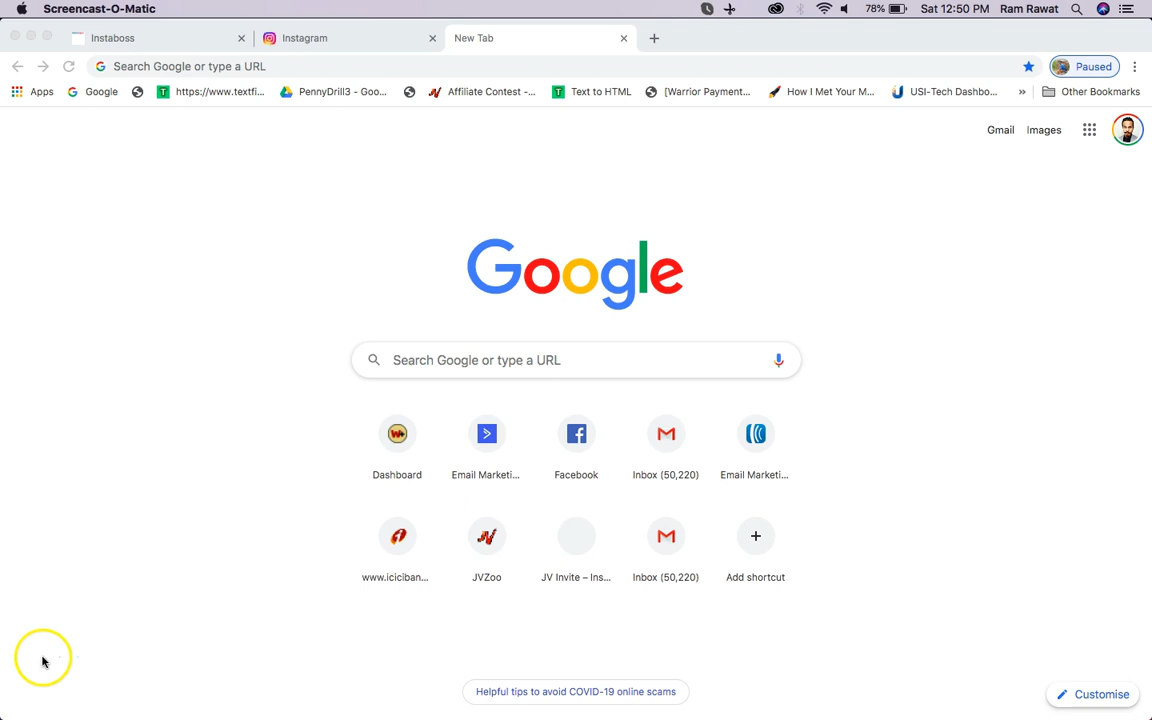 Screencast-O-Matic 78% Sat 12:50 PM Ram Rawat
Instaboss Instagram New Tab
Search Google or type a URL Paused
Apps Google https://www.textfi... PennyDrill3 - Goo... Affiliate Contest -... Text to HTML [Warrior Payment... How I Met Your M... USI-Tech Dashbo... » Other Bookmarks
Gmail Images
Google
Search Google or type a URL
Dashboard Email Marketi... Facebook Inbox (50,220) Email Marketi...
www.iciciban... JVZoo JV Invite – Ins... Inbox (50,220) Add shortcut
Helpful tips to avoid COVID-19 online scams
Customise